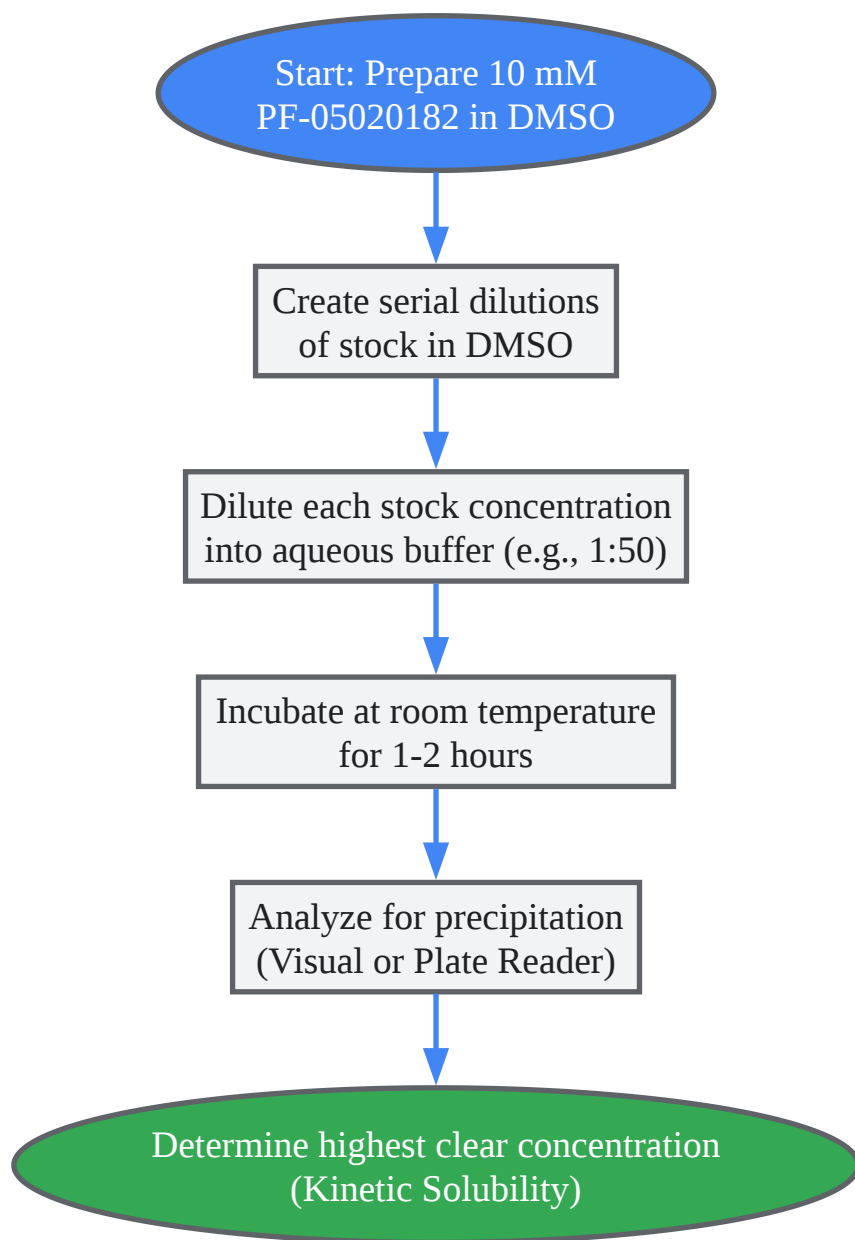 Start: Prepare 10 mM
PF-05020182 in DMSO
Create serial dilutions
of stock in DMSO
Dilute each stock concentration
into aqueous buffer (e.g., 1:50)
Incubate at room temperature
for 1-2 hours
Analyze for precipitation
(Visual or Plate Reader)
Determine highest clear concentration
(Kinetic Solubility)